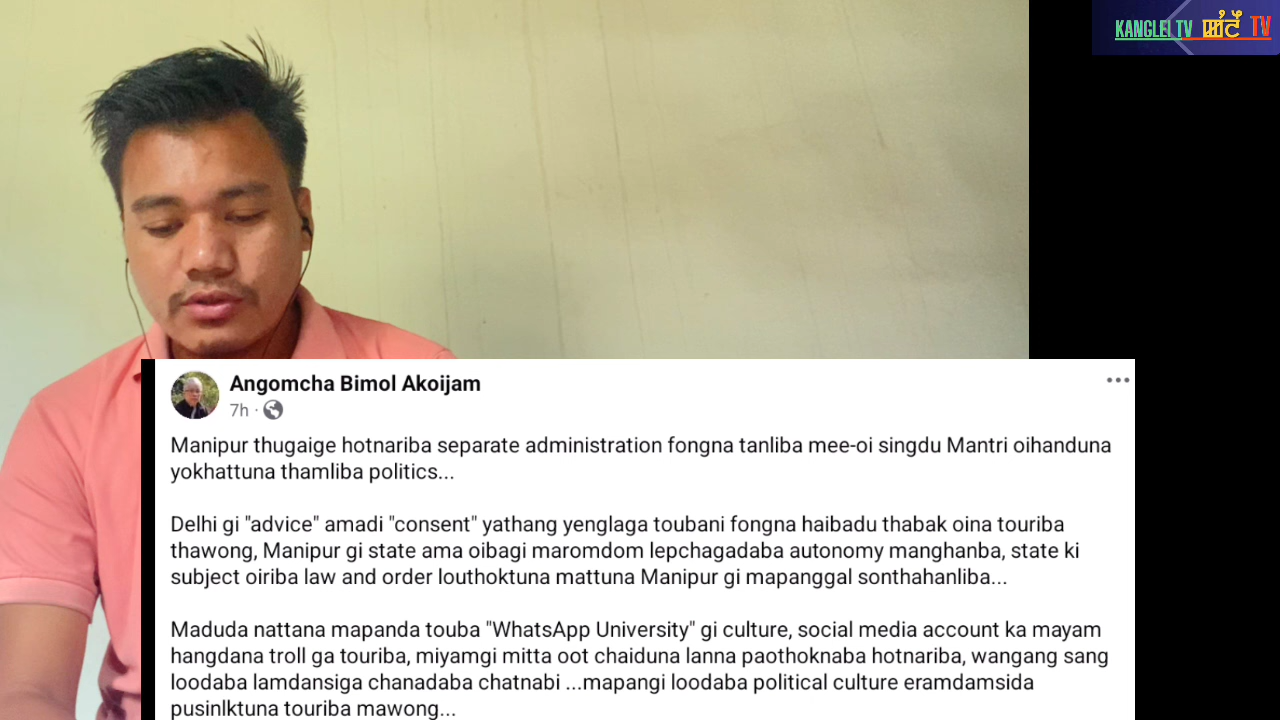 KANGLEI TV TV
Angomcha Bimol Akoijam
7h ·
Manipur thugaige hotnariba separate administration fongna tanliba mee-oi singdu Mantri oihanduna
yokhattuna thamliba politics...
Delhi gi "advice" amadi "consent" yathang yenglaga toubani fongna haibadu thabak oina touriba
thawong, Manipur gi state ama oibagi maromdom lepchagadaba autonomy manghanba, state ki
subject oiriba law and order louthoktuna mattuna Manipur gi mapanggal sonthahanliba...
Maduda nattana mapanda touba "WhatsApp University" gi culture, social media account ka mayam
hangdana troll ga touriba, miyamgi mitta oot chaiduna lanna paothoknaba hotnariba, wangang sang
loodaba lamdansiga chanadaba chatnabi ...mapangi loodaba political culture eramdamsida
pusinlktuna touriba mawong...